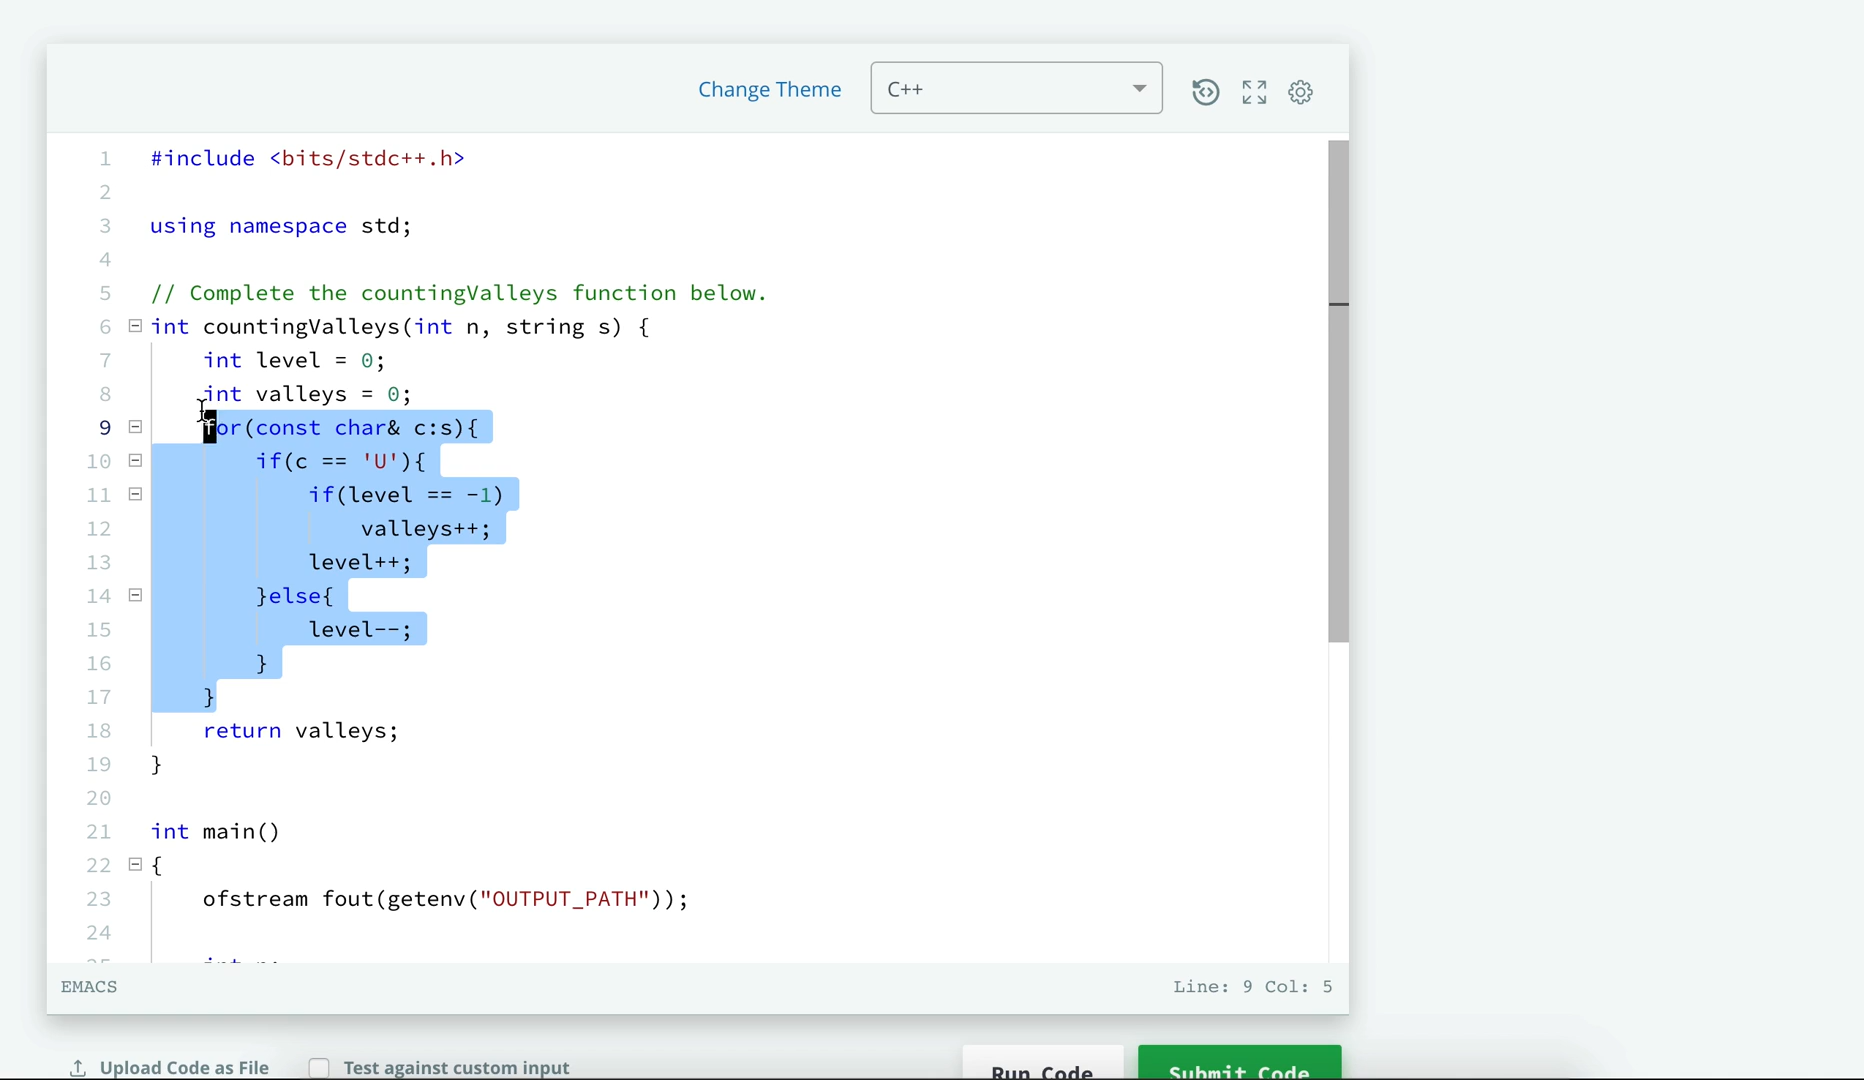 Change Theme C++
1 #include <bits/stdc++.h>
2
3 using namespace std;
4
5 // Complete the countingValleys function below.
6 int countingValleys(int n, string s) {
7 int level = 0;
8 int valleys = 0;
9 for(const char& c:s){
10 if(c == 'U'){
11 if(level == -1)
12 valleys++;
13 level++;
14 }else{
15 level--;
16 }
17 }
18 return valleys;
19 }
20
21 int main()
22 {
23 ofstream fout(getenv("OUTPUT_PATH"));
24
EMACS Line: 9 Col: 5
Upload Code as File Test against custom input Run Code Submit Code